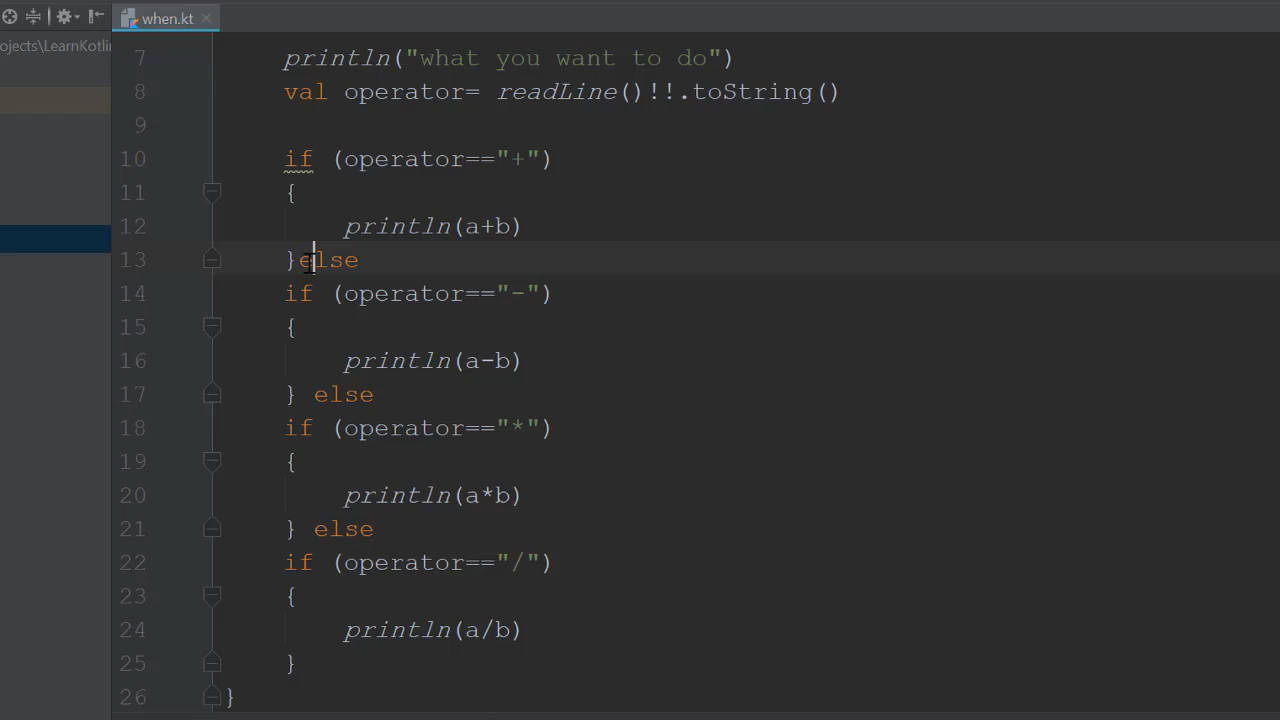 when.kt
ojects\LearnKotlin
7 println("what you want to do")
8 val operator= readLine()!!.toString()
9
10 if (operator=="+")
11 {
12 println(a+b)
13 }else
14 if (operator=="-")
15 {
16 println(a-b)
17 } else
18 if (operator=="*")
19 {
20 println(a*b)
21 } else
22 if (operator=="/")
23 {
24 println(a/b)
25 }
26 }